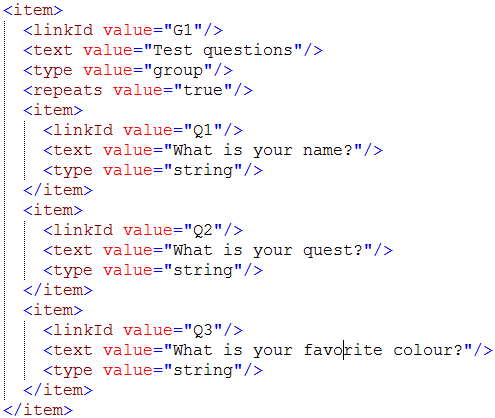 <item>
<linkId value="G1"/>
<text value="Test questions"/>
<type value="group"/>
<repeats value="true"/>
<item>
<linkId value="Q1"/>
<text value="What is your name?"/>
<type value="string"/>
</item>
<item>
<linkId value="Q2"/>
<text value="What is your quest?"/>
<type value="string"/>
</item>
<item>
<linkId value="Q3"/>
<text value="What is your favorite colour?"/>
<type value="string"/>
</item>
</item>